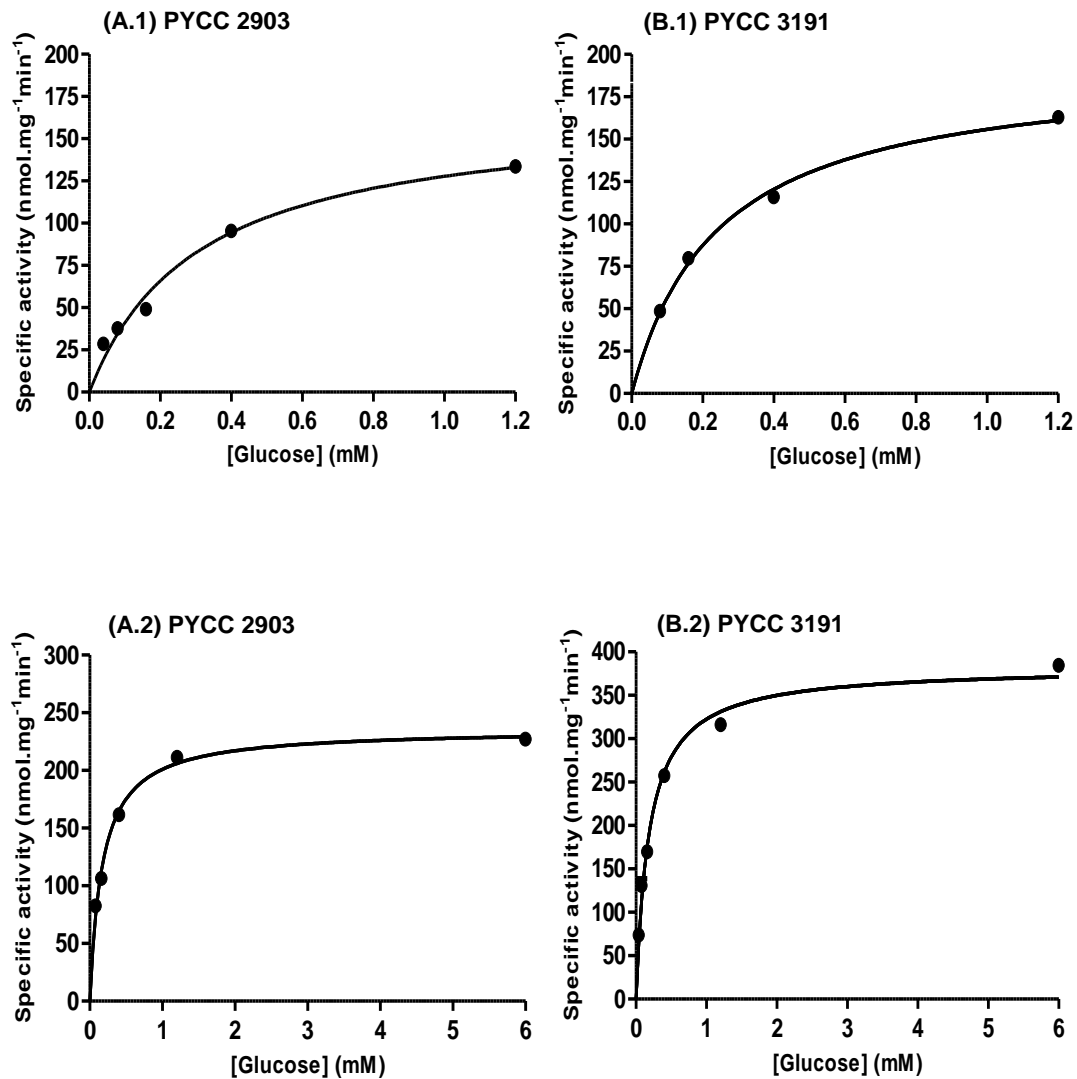 (A.1) PYCC 2903
Specific activity (nmol.mg⁻¹min⁻¹)
200
175
150
125
100
75
50
25
0
0.0 0.2 0.4 0.6 0.8 1.0 1.2
[Glucose] (mM)
(B.1) PYCC 3191
Specific activity (nmol.mg⁻¹min⁻¹)
200
175
150
125
100
75
50
25
0
0.0 0.2 0.4 0.6 0.8 1.0 1.2
[Glucose] (mM)
(A.2) PYCC 2903
Specific activity (nmol.mg⁻¹min⁻¹)
300
250
200
150
100
50
0
0 1 2 3 4 5 6
[Glucose] (mM)
(B.2) PYCC 3191
Specific activity (nmol.mg⁻¹min⁻¹)
400
350
300
250
200
150
100
50
0
0 1 2 3 4 5 6
[Glucose] (mM)